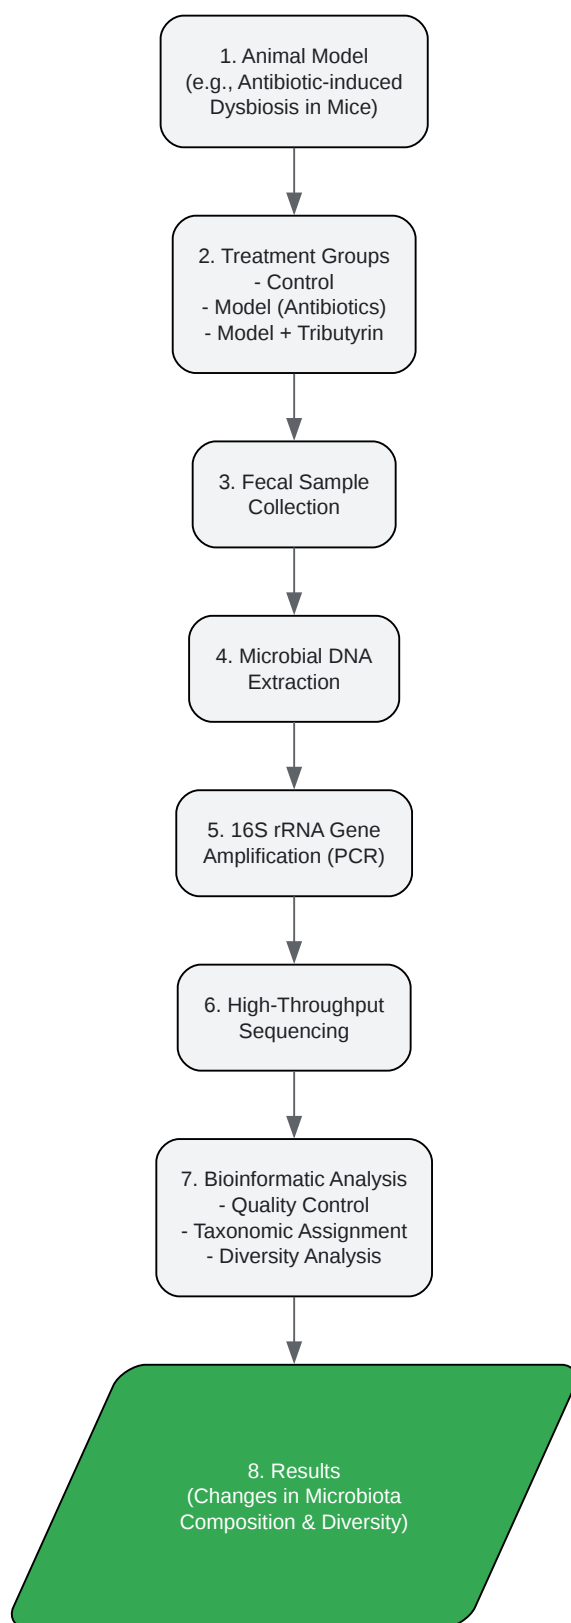 1. Animal Model
(e.g., Antibiotic-induced
Dysbiosis in Mice)
2. Treatment Groups
- Control
- Model (Antibiotics)
- Model + Tributyrin
3. Fecal Sample
Collection
4. Microbial DNA
Extraction
5. 16S rRNA Gene
Amplification (PCR)
6. High-Throughput
Sequencing
7. Bioinformatic Analysis
- Quality Control
- Taxonomic Assignment
- Diversity Analysis
8. Results
(Changes in Microbiota
Composition & Diversity)